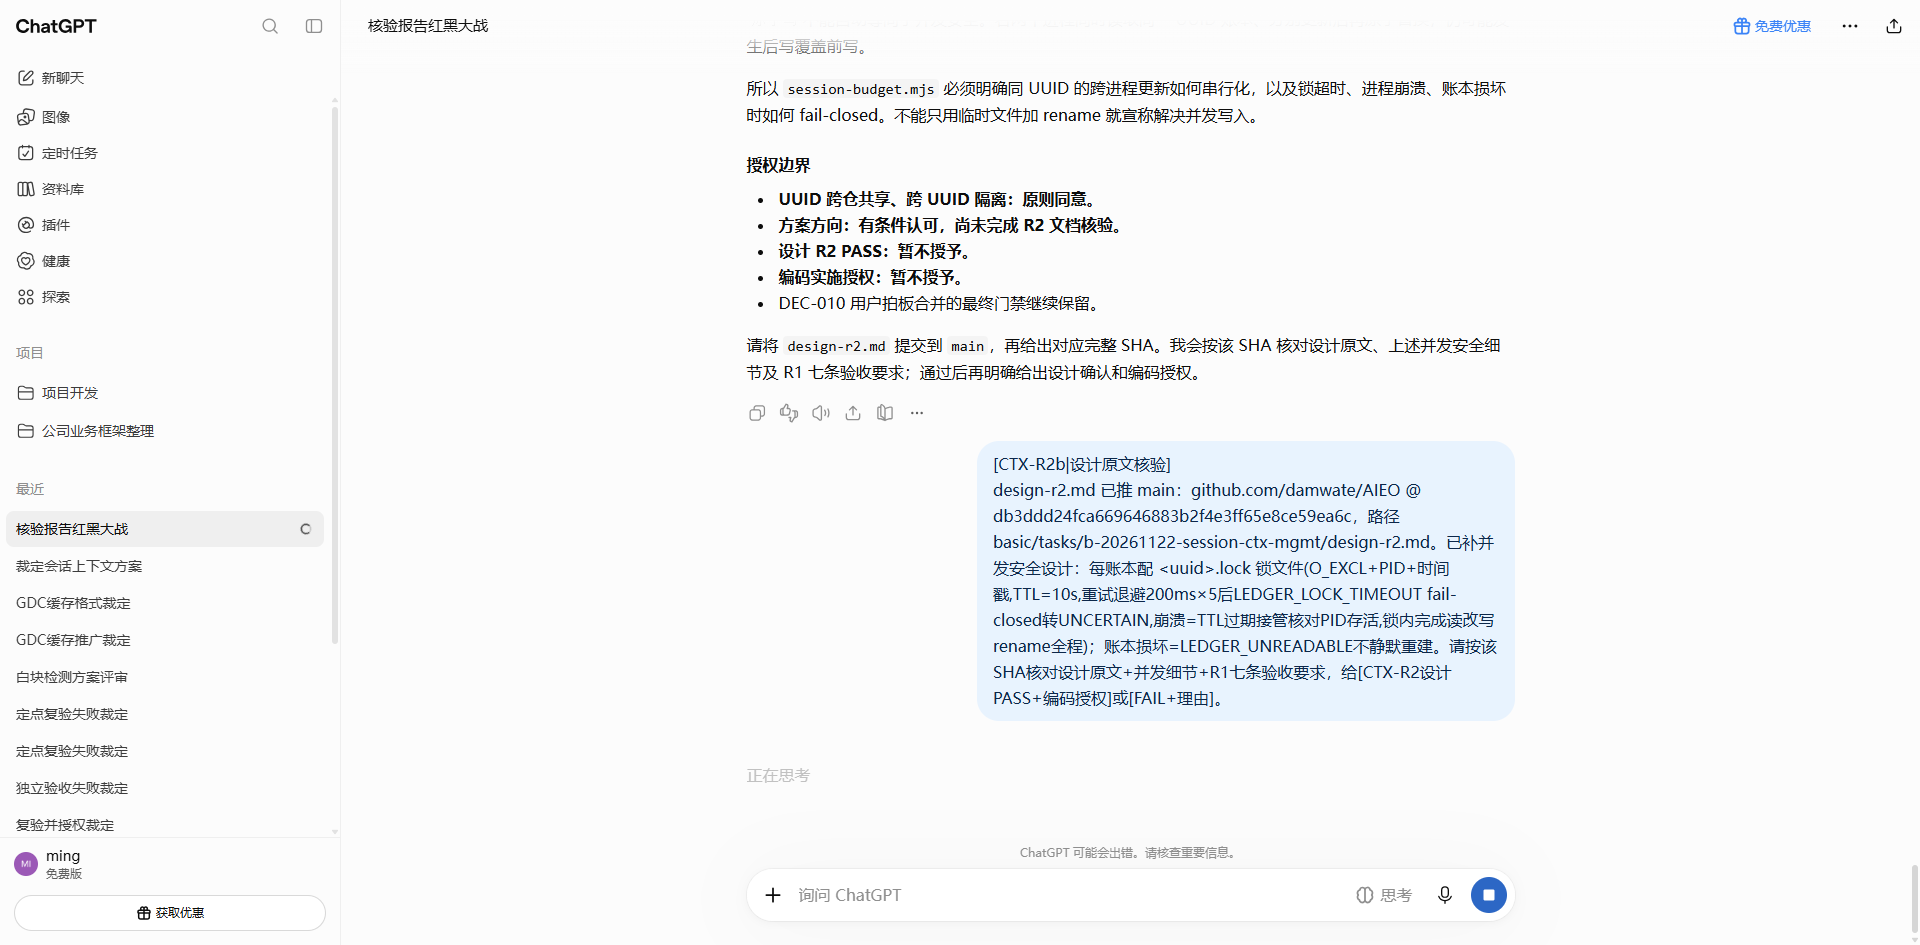 ChatGPT
新聊天
图像
定时任务
资料库
插件
健康
探索
项目
项目开发
公司业务框架整理
最近
核验报告红黑大战
裁定会话上下文方案
GDC缓存格式裁定
GDC缓存推广裁定
白块检测方案评审
定点复验失败裁定
定点复验失败裁定
独立验收失败裁定
复验并授权裁定
MI
ming
免费版
获取优惠
核验报告红黑大战
免费优惠
生后写覆盖前写。
所以 session-budget.mjs 必须明确同 UUID 的跨进程更新如何串行化，以及锁超时、进程崩溃、账本损坏
时如何 fail-closed。不能只用临时文件加 rename 就宣称解决并发写入。
授权边界
• UUID 跨仓共享、跨 UUID 隔离：原则同意。
• 方案方向：有条件认可，尚未完成 R2 文档核验。
• 设计 R2 PASS：暂不授予。
• 编码实施授权：暂不授予。
• DEC-010 用户拍板合并的最终门禁继续保留。
请将 design-r2.md 提交到 main，再给出对应完整 SHA。我会按该 SHA 核对设计原文、上述并发安全细
节及 R1 七条验收要求；通过后再明确给出设计确认和编码授权。
[CTX-R2b|设计原文核验]
design-r2.md 已推 main：github.com/damwate/AIEO @
db3ddd24fca669646883b2f4e3ff65e8ce59ea6c，路径
basic/tasks/b-20261122-session-ctx-mgmt/design-r2.md。已补并
发安全设计：每账本配 <uuid>.lock 锁文件(O_EXCL+PID+时间
戳,TTL=10s,重试退避200ms×5后LEDGER_LOCK_TIMEOUT fail-
closed转UNCERTAIN,崩溃=TTL过期接管核对PID存活,锁内完成读改写
rename全程)；账本损坏=LEDGER_UNREADABLE不静默重建。请按该
SHA核对设计原文+并发细节+R1七条验收要求，给[CTX-R2设计
PASS+编码授权]或[FAIL+理由]。
正在思考
ChatGPT 可能会出错。请核查重要信息。
询问 ChatGPT
思考